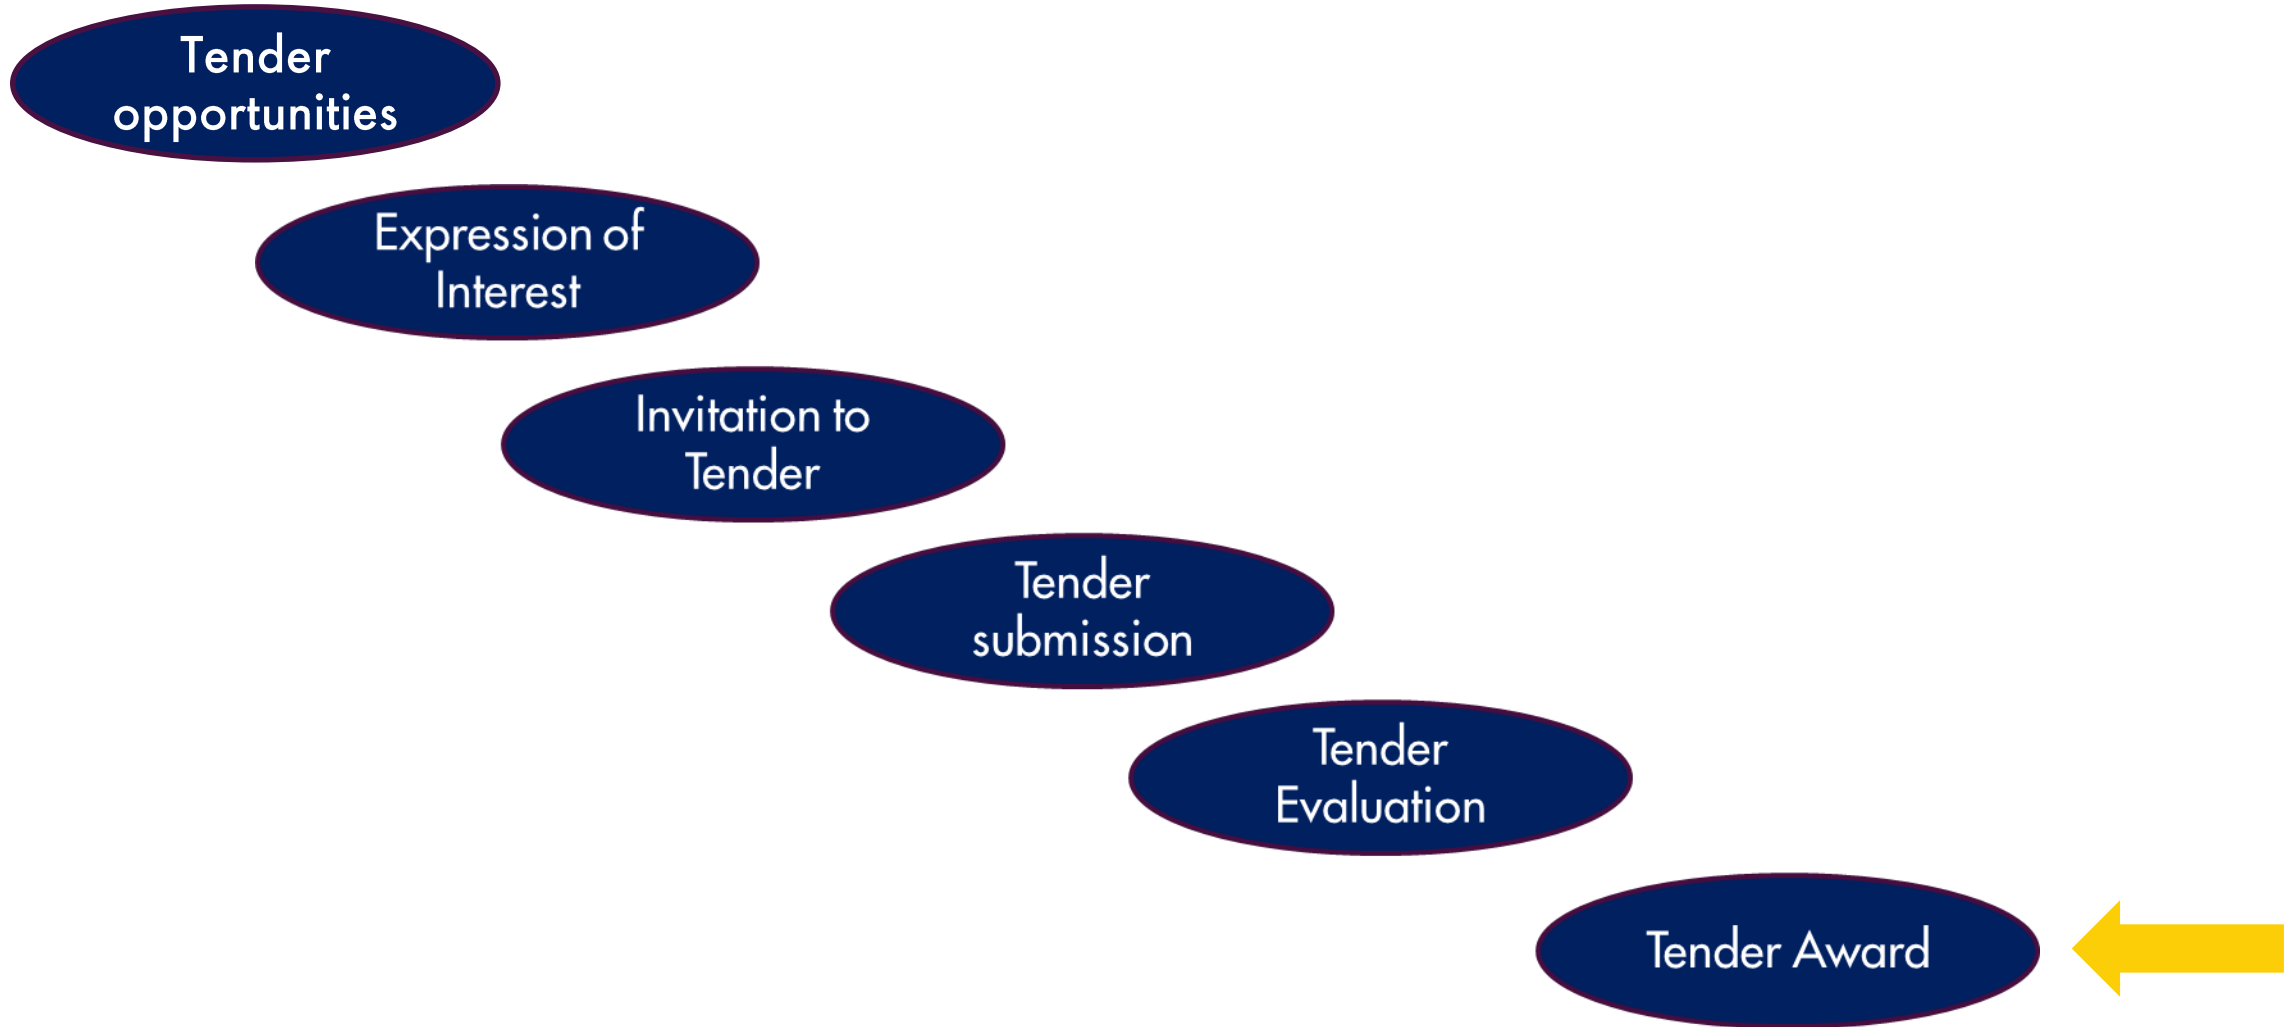 Tender
opportunities
Expression of
Interest
Invitation to
Tender
Tender
submission
Tender
Evaluation
Tender Award